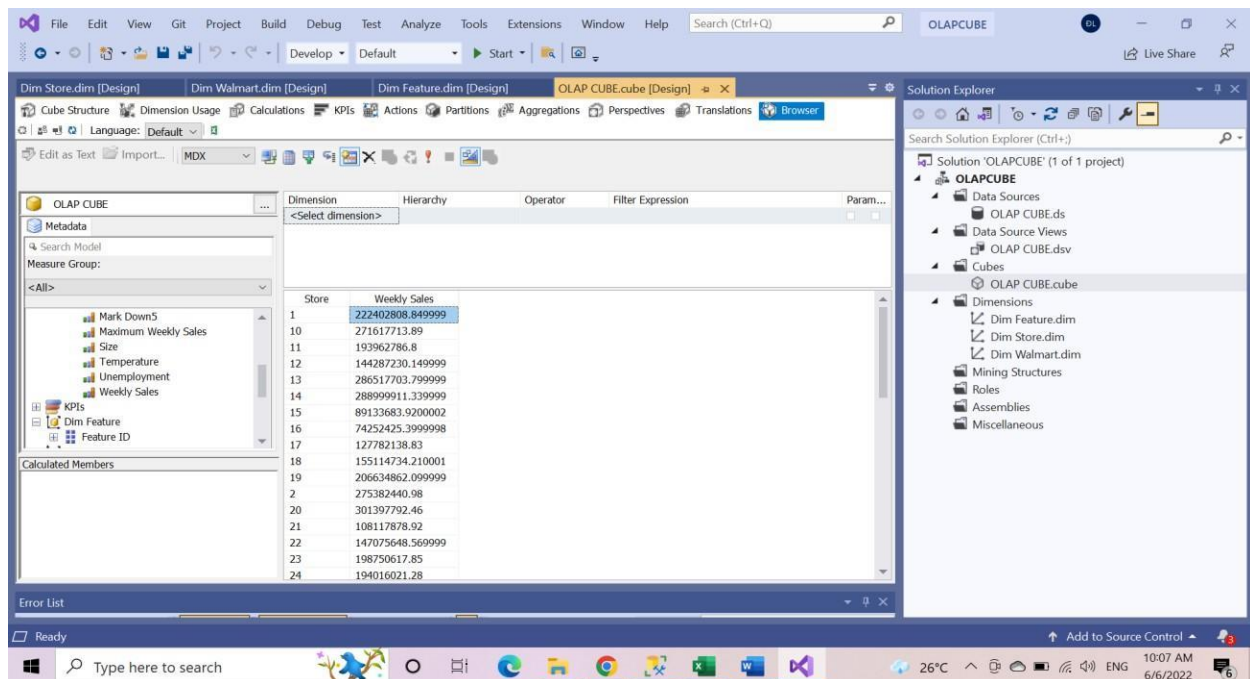 File Edit View Git Project Build Debug Test Analyze Tools Extensions Window Help Search (Ctrl+Q) OLAPCUBE DL
Develop Default Start Live Share
Dim Store.dim [Design] Dim Walmart.dim [Design] Dim Feature.dim [Design] OLAP CUBE.cube [Design]
Cube Structure Dimension Usage Calculations KPIs Actions Partitions Aggregations Perspectives Translations Browser
Language: Default
Edit as Text Import... MDX
OLAP CUBE ...
Metadata
Search Model
Measure Group:
<All>
Mark Down5
Maximum Weekly Sales
Size
Temperature
Unemployment
Weekly Sales
KPIs
Dim Feature
Feature ID
Calculated Members
Dimension Hierarchy Operator Filter Expression Param...
<Select dimension>
Store Weekly Sales
1 222402808.849999
10 271617713.89
11 193962786.8
12 144287230.149999
13 286517703.799999
14 288999911.339999
15 89133683.9200002
16 74252425.3999998
17 127782138.83
18 155114734.210001
19 206634862.099999
2 275382440.98
20 301397792.46
21 108117878.92
22 147075648.569999
23 198750617.85
24 194016021.28
Solution Explorer
Search Solution Explorer (Ctrl+;)
Solution 'OLAPCUBE' (1 of 1 project)
OLAPCUBE
Data Sources
OLAP CUBE.ds
Data Source Views
OLAP CUBE.dsv
Cubes
OLAP CUBE.cube
Dimensions
Dim Feature.dim
Dim Store.dim
Dim Walmart.dim
Mining Structures
Roles
Assemblies
Miscellaneous
Error List
Ready Add to Source Control 3
Type here to search 26°C ENG 10:07 AM 6/6/2022 6